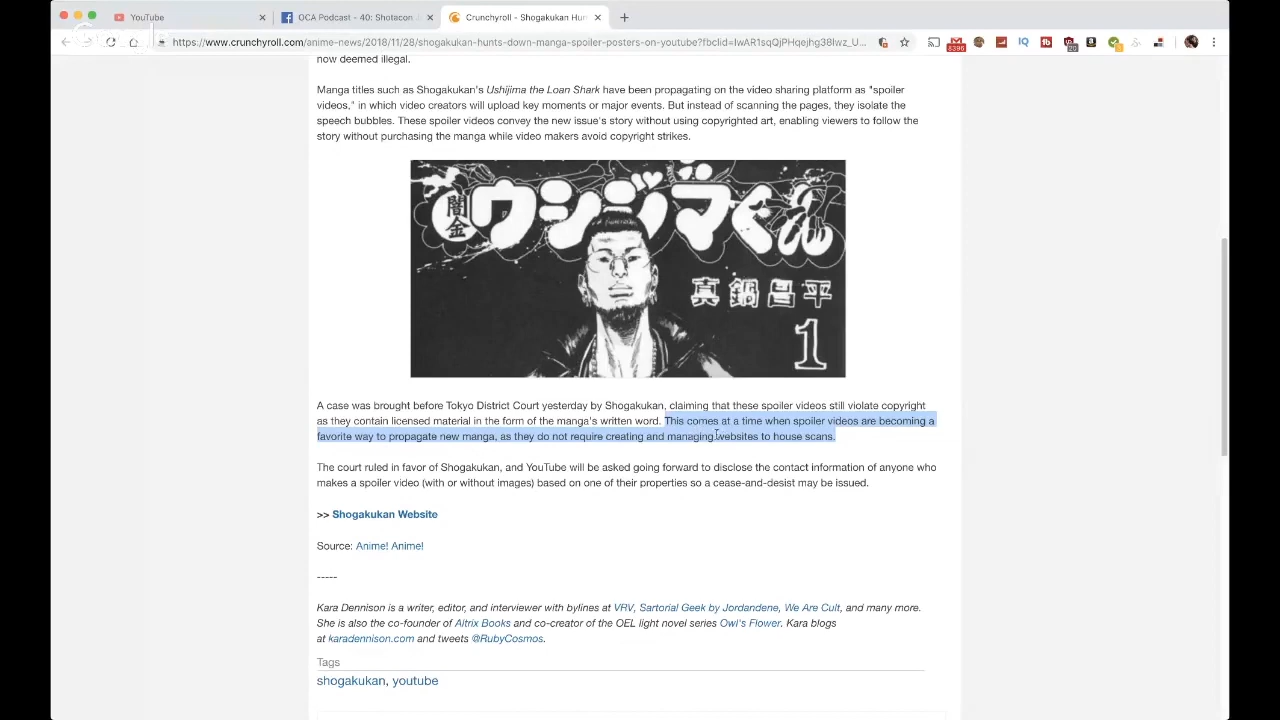 YouTube
OCA Podcast - 40: Shotacon
Crunchyroll - Shogakukan Hun
https://www.crunchyroll.com/anime-news/2018/11/28/shogakukan-hunts-down-manga-spoiler-posters-on-youtube?fbclid=IwAR1sqQjPHqejhg38Iwz_U...
8396
20
now deemed illegal.
Manga titles such as Shogakukan's Ushijima the Loan Shark have been propagating on the video sharing platform as "spoiler
videos," in which video creators will upload key moments or major events. But instead of scanning the pages, they isolate the
speech bubbles. These spoiler videos convey the new issue's story without using copyrighted art, enabling viewers to follow the
story without purchasing the manga while video makers avoid copyright strikes.
闇金ウシジマくん
真鍋昌平
1
A case was brought before Tokyo District Court yesterday by Shogakukan, claiming that these spoiler videos still violate copyright
as they contain licensed material in the form of the manga's written word. This comes at a time when spoiler videos are becoming a
favorite way to propagate new manga, as they do not require creating and managing websites to house scans.
The court ruled in favor of Shogakukan, and YouTube will be asked going forward to disclose the contact information of anyone who
makes a spoiler video (with or without images) based on one of their properties so a cease-and-desist may be issued.
>> Shogakukan Website
Source: Anime! Anime!
-----
Kara Dennison is a writer, editor, and interviewer with bylines at VRV, Sartorial Geek by Jordandene, We Are Cult, and many more.
She is also the co-founder of Altrix Books and co-creator of the OEL light novel series Owl's Flower. Kara blogs
at karadennison.com and tweets @RubyCosmos.
Tags
shogakukan, youtube